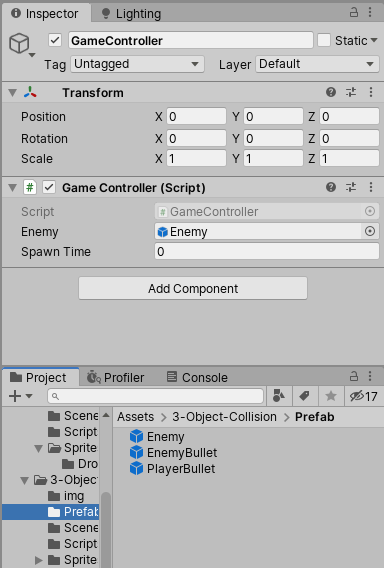 Inspector Lighting
GameController Static
Tag Untagged Layer Default
Transform
Position X 0 Y 0 Z 0
Rotation X 0 Y 0 Z 0
Scale X 1 Y 1 Z 1
# Game Controller (Script)
Script # GameController
Enemy Enemy
Spawn Time 0
Add Component
Project Profiler Console
17
Scene
Script
Sprite
Dro
3-Objec
img
Prefab
Scene
Script
Sprite
Assets > 3-Object-Collision > Prefab
Enemy
EnemyBullet
PlayerBullet